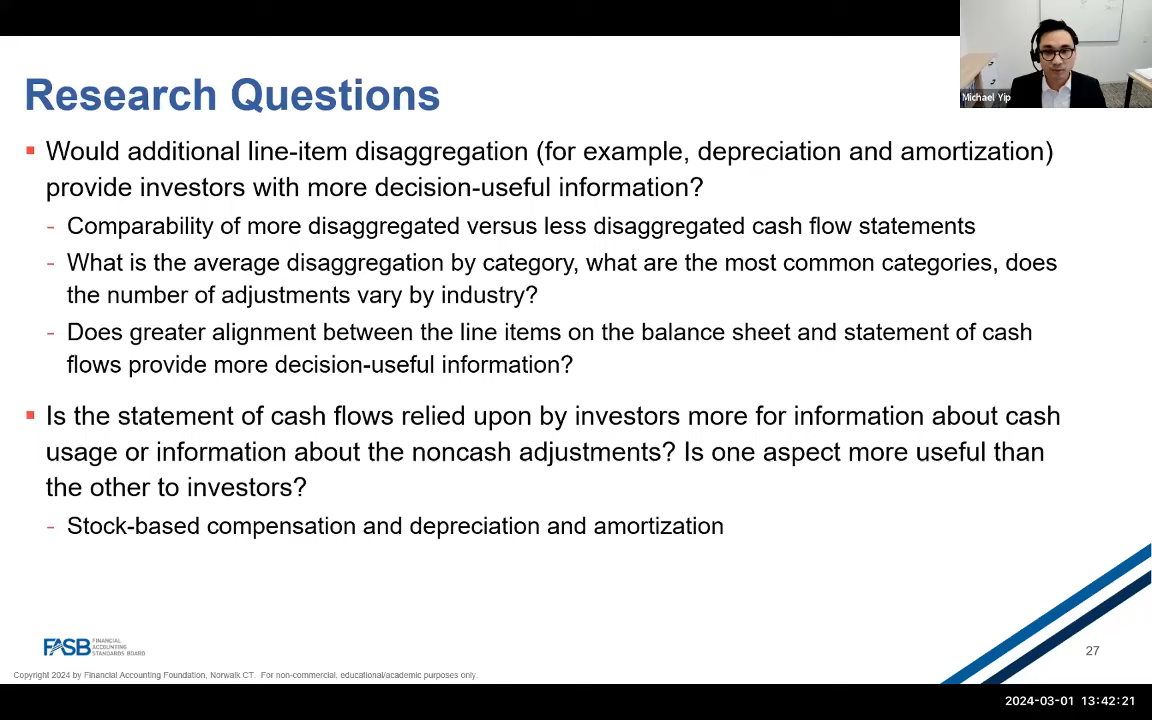 Research Questions
Michael Yip
▪ Would additional line-item disaggregation (for example, depreciation and amortization)
provide investors with more decision-useful information?
- Comparability of more disaggregated versus less disaggregated cash flow statements
- What is the average disaggregation by category, what are the most common categories, does
the number of adjustments vary by industry?
- Does greater alignment between the line items on the balance sheet and statement of cash
flows provide more decision-useful information?
▪ Is the statement of cash flows relied upon by investors more for information about cash
usage or information about the noncash adjustments? Is one aspect more useful than
the other to investors?
- Stock-based compensation and depreciation and amortization
FASB
FINANCIAL
ACCOUNTING
STANDARDS BOARD
27
Copyright 2024 by Financial Accounting Foundation, Norwalk CT. For non-commercial, educational/academic purposes only.
2024-03-01 13:42:21